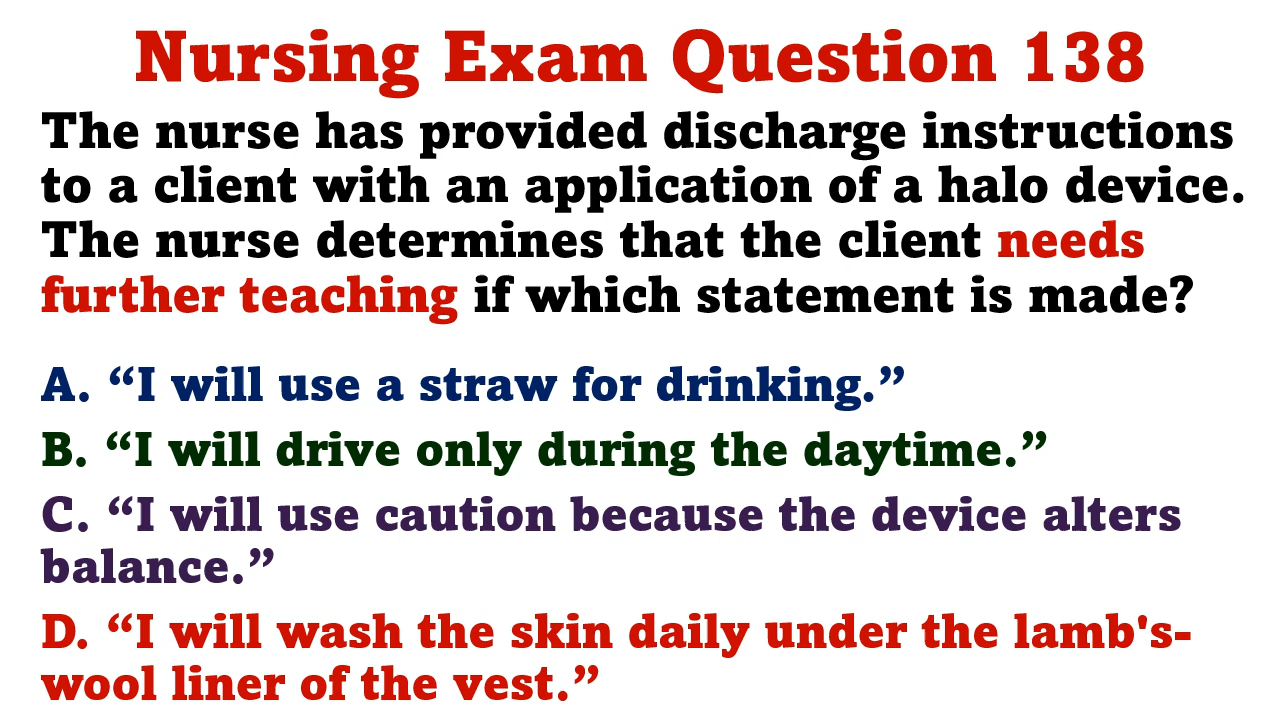 Nursing Exam Question 138
The nurse has provided discharge instructions
to a client with an application of a halo device.
The nurse determines that the client needs
further teaching if which statement is made?
A. “I will use a straw for drinking.”
B. “I will drive only during the daytime.”
C. “I will use caution because the device alters
balance.”
D. “I will wash the skin daily under the lamb's-
wool liner of the vest.”